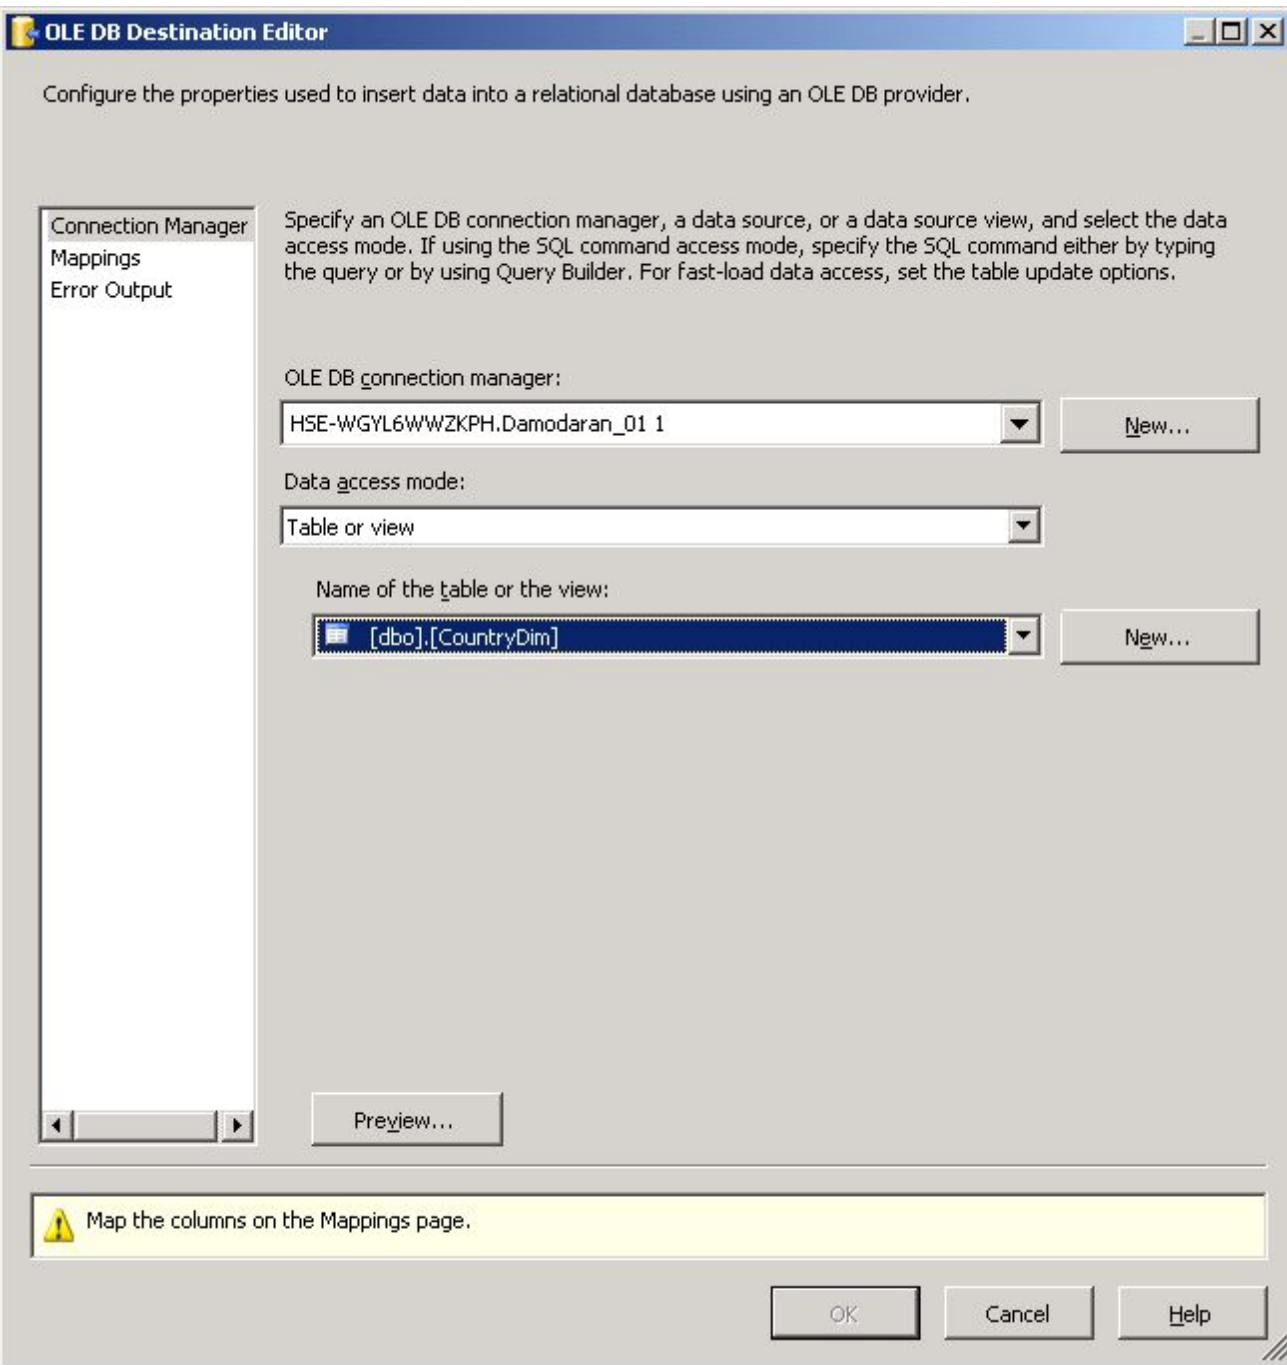 OLE DB Destination Editor
Configure the properties used to insert data into a relational database using an OLE DB provider.
Connection Manager
Mappings
Error Output
Specify an OLE DB connection manager, a data source, or a data source view, and select the data
access mode. If using the SQL command access mode, specify the SQL command either by typing
the query or by using Query Builder. For fast-load data access, set the table update options.
OLE DB connection manager:
HSE-WGYL6WWZKPH.Damodaran_01 1
New...
Data access mode:
Table or view
Name of the table or the view:
[dbo].[CountryDim]
New...
Preview...
Map the columns on the Mappings page.
OK
Cancel
Help